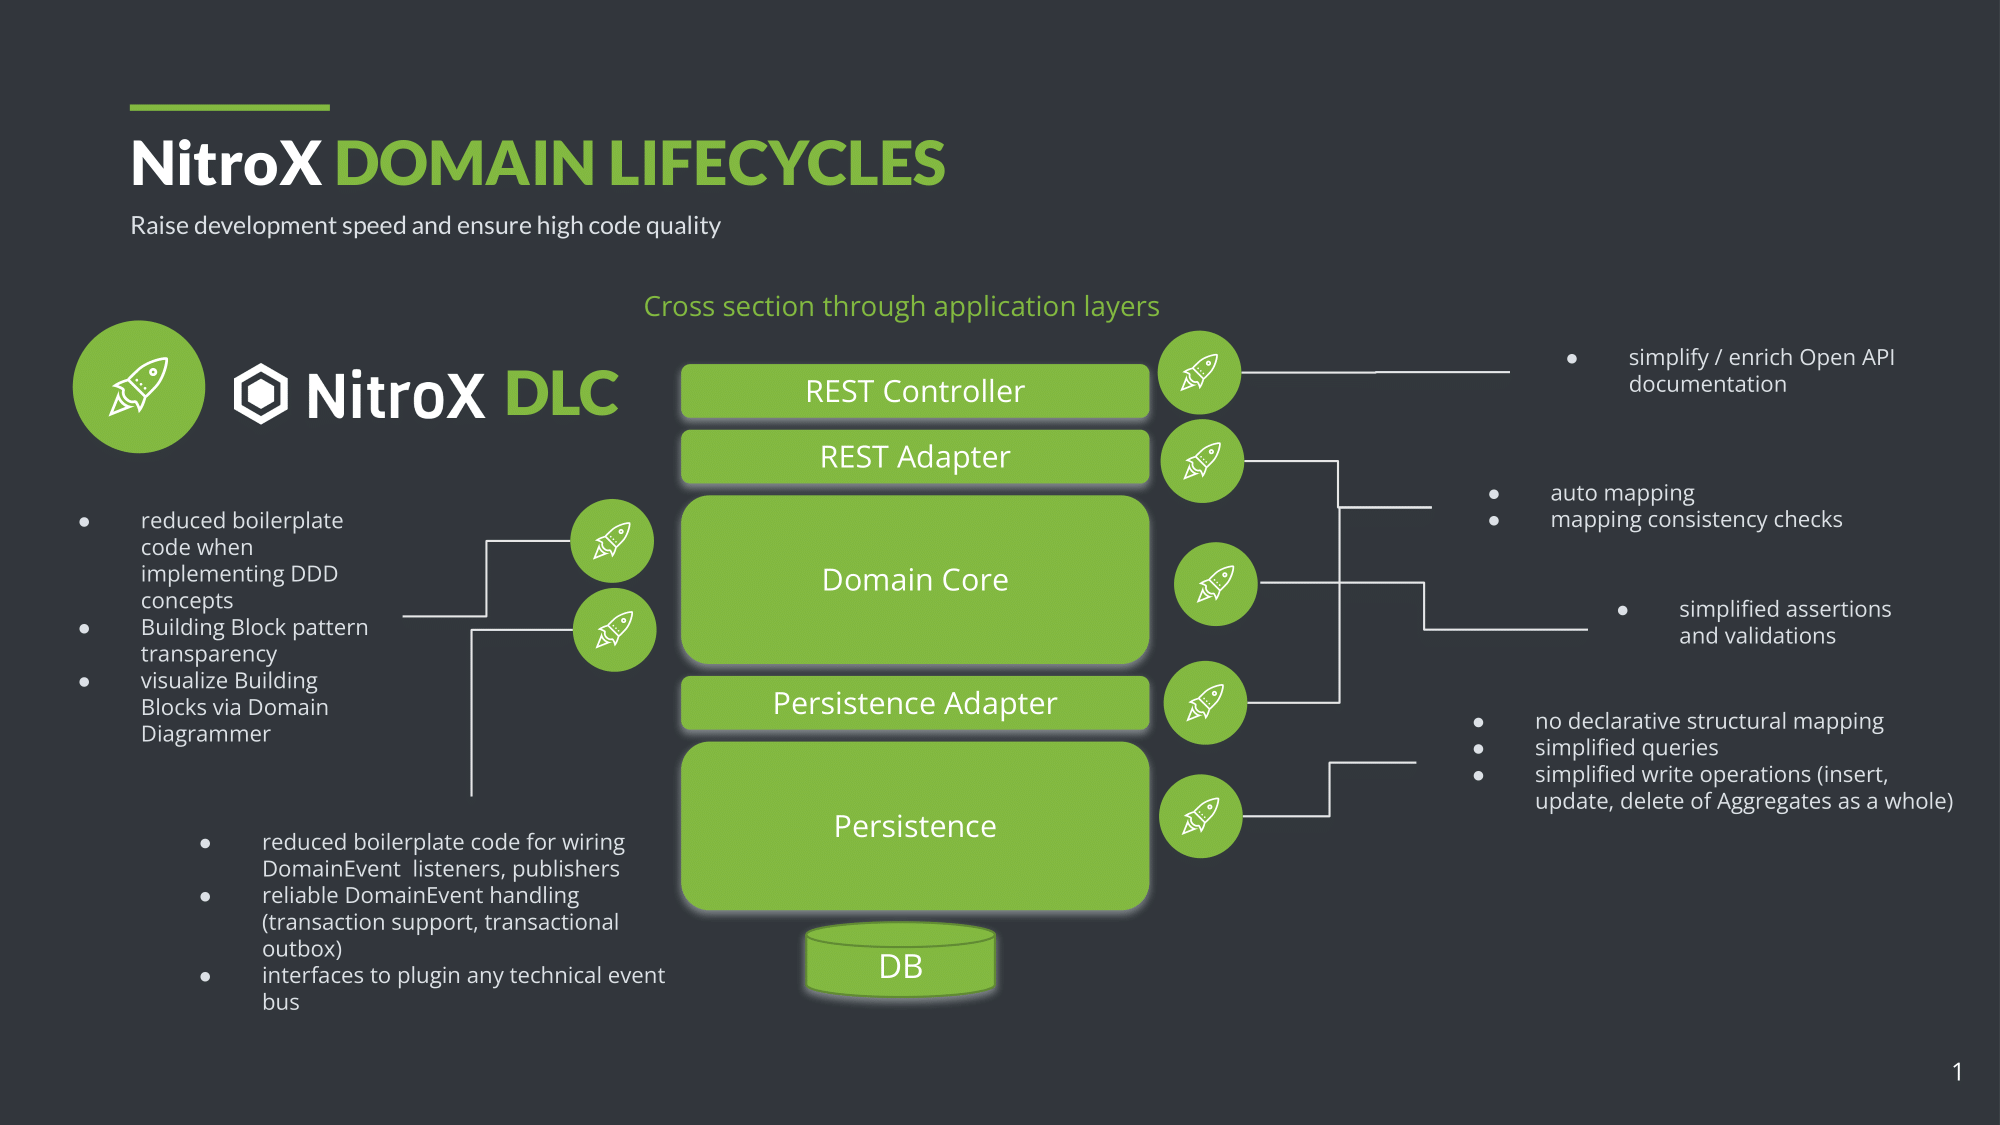 NitroX DOMAIN LIFECYCLES
Raise development speed and ensure high code quality
Cross section through application layers
NitroX DLC
REST Controller
REST Adapter
Domain Core
Persistence Adapter
Persistence
DB
● reduced boilerplate
code when
implementing DDD
concepts
● Building Block pattern
transparency
● visualize Building
Blocks via Domain
Diagrammer
● reduced boilerplate code for wiring
DomainEvent  listeners, publishers
● reliable DomainEvent handling
(transaction support, transactional
outbox)
● interfaces to plugin any technical event
bus
● simplify / enrich Open API
documentation
● auto mapping
● mapping consistency checks
● simplified assertions
and validations
● no declarative structural mapping
● simplified queries
● simplified write operations (insert,
update, delete of Aggregates as a whole)
1